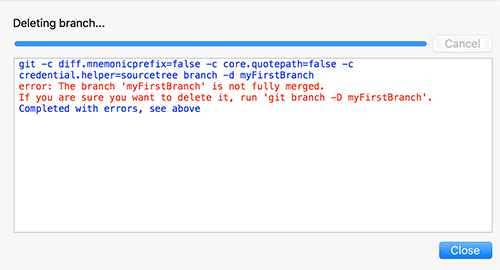 Deleting branch...
Cancel
git -c diff.mnemonicprefix=false -c core.quotepath=false -c
credential.helper=sourcetree branch -d myFirstBranch
error: The branch 'myFirstBranch' is not fully merged.
If you are sure you want to delete it, run 'git branch -D myFirstBranch'.
Completed with errors, see above
Close